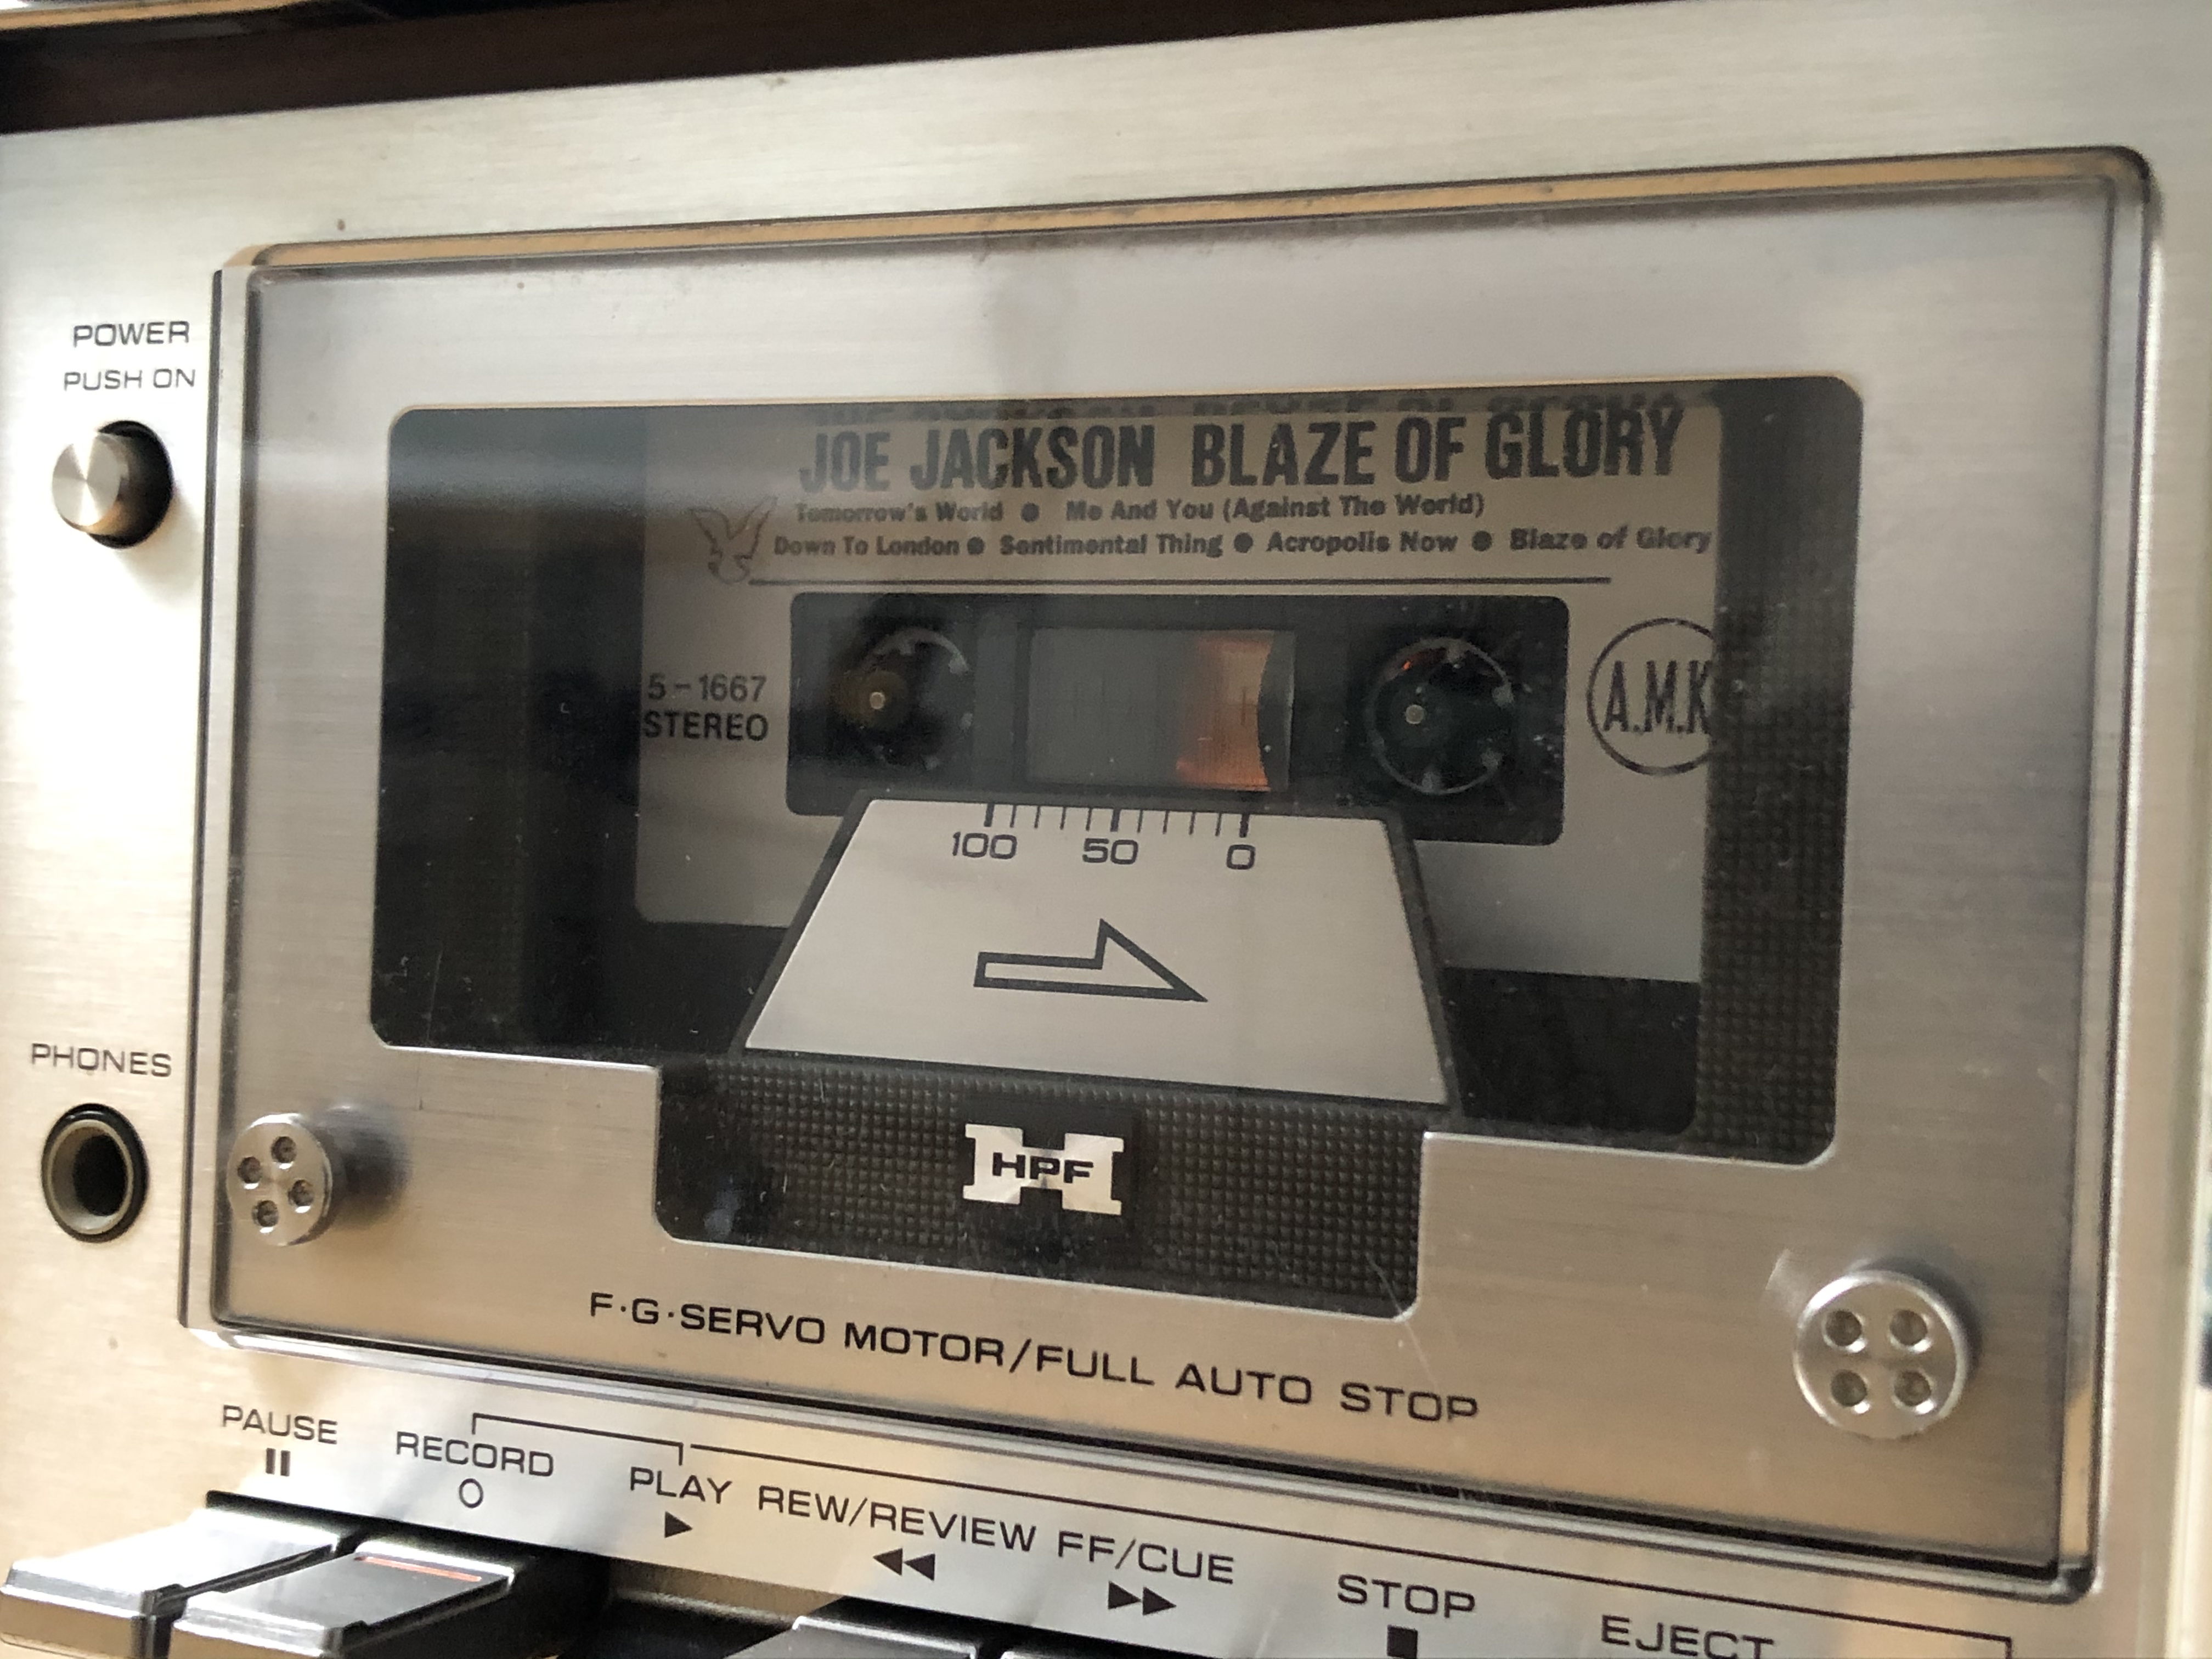 POWER
PUSH ON
JOE JACKSON BLAZE OF GLORY
Tomorrow's World ● Me And You (Against The World)
Down To London ● Sentimental Thing ● Acropolis Now ● Blaze of Glory
5-1667
STEREO
A.M.K
100 50 0
PHONES
HPF
F·G·SERVO MOTOR/FULL AUTO STOP
PAUSE RECORD PLAY REW/REVIEW FF/CUE STOP EJECT